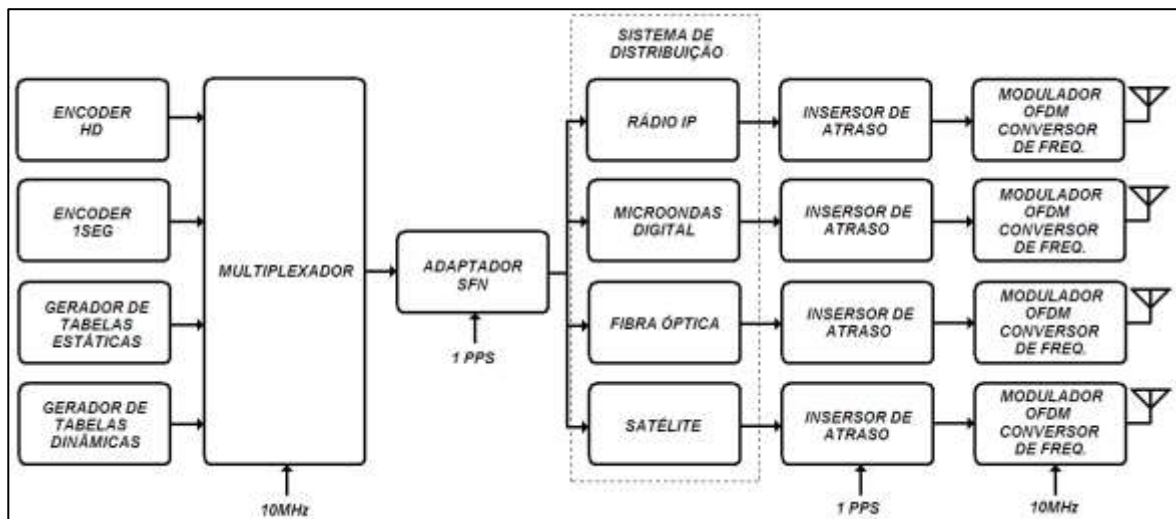 SISTEMA DE
DISTRIBUIÇÃO
ENCODER
HD
ENCODER
1SEG
GERADOR DE
TABELAS
ESTÁTICAS
GERADOR DE
TABELAS
DINÂMICAS
MULTIPLEXADOR
10MHz
ADAPTADOR
SFN
1 PPS
RÁDIO IP
MICROONDAS
DIGITAL
FIBRA ÓPTICA
SATÉLITE
INSERSOR DE
ATRASO
INSERSOR DE
ATRASO
INSERSOR DE
ATRASO
INSERSOR DE
ATRASO
1 PPS
MODULADOR
OFDM
CONVERSOR
DE FREQ.
MODULADOR
OFDM
CONVERSOR
DE FREQ.
MODULADOR
OFDM
CONVERSOR
DE FREQ.
MODULADOR
OFDM
CONVERSOR
DE FREQ.
10MHz